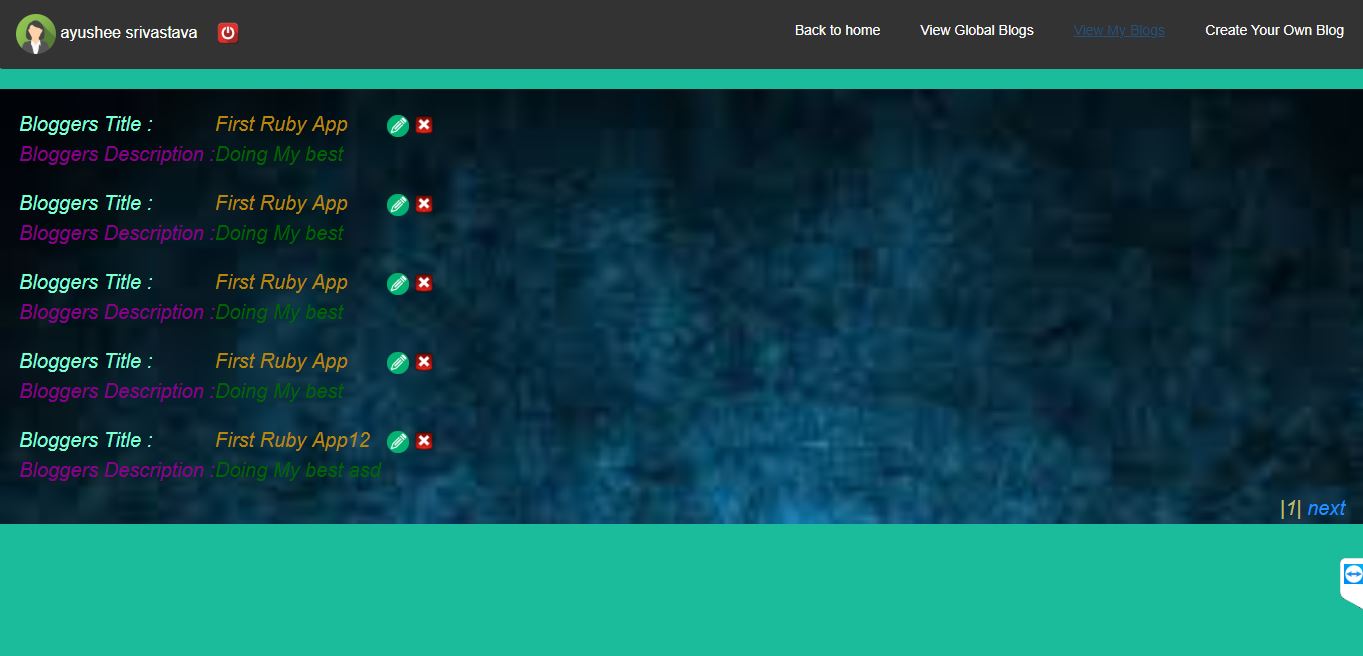 ayushee srivastava
Back to home View Global Blogs View My Blogs Create Your Own Blog
Bloggers Title : First Ruby App
Bloggers Description :Doing My best
Bloggers Title : First Ruby App
Bloggers Description :Doing My best
Bloggers Title : First Ruby App
Bloggers Description :Doing My best
Bloggers Title : First Ruby App
Bloggers Description :Doing My best
Bloggers Title : First Ruby App12
Bloggers Description :Doing My best asd
|1| next